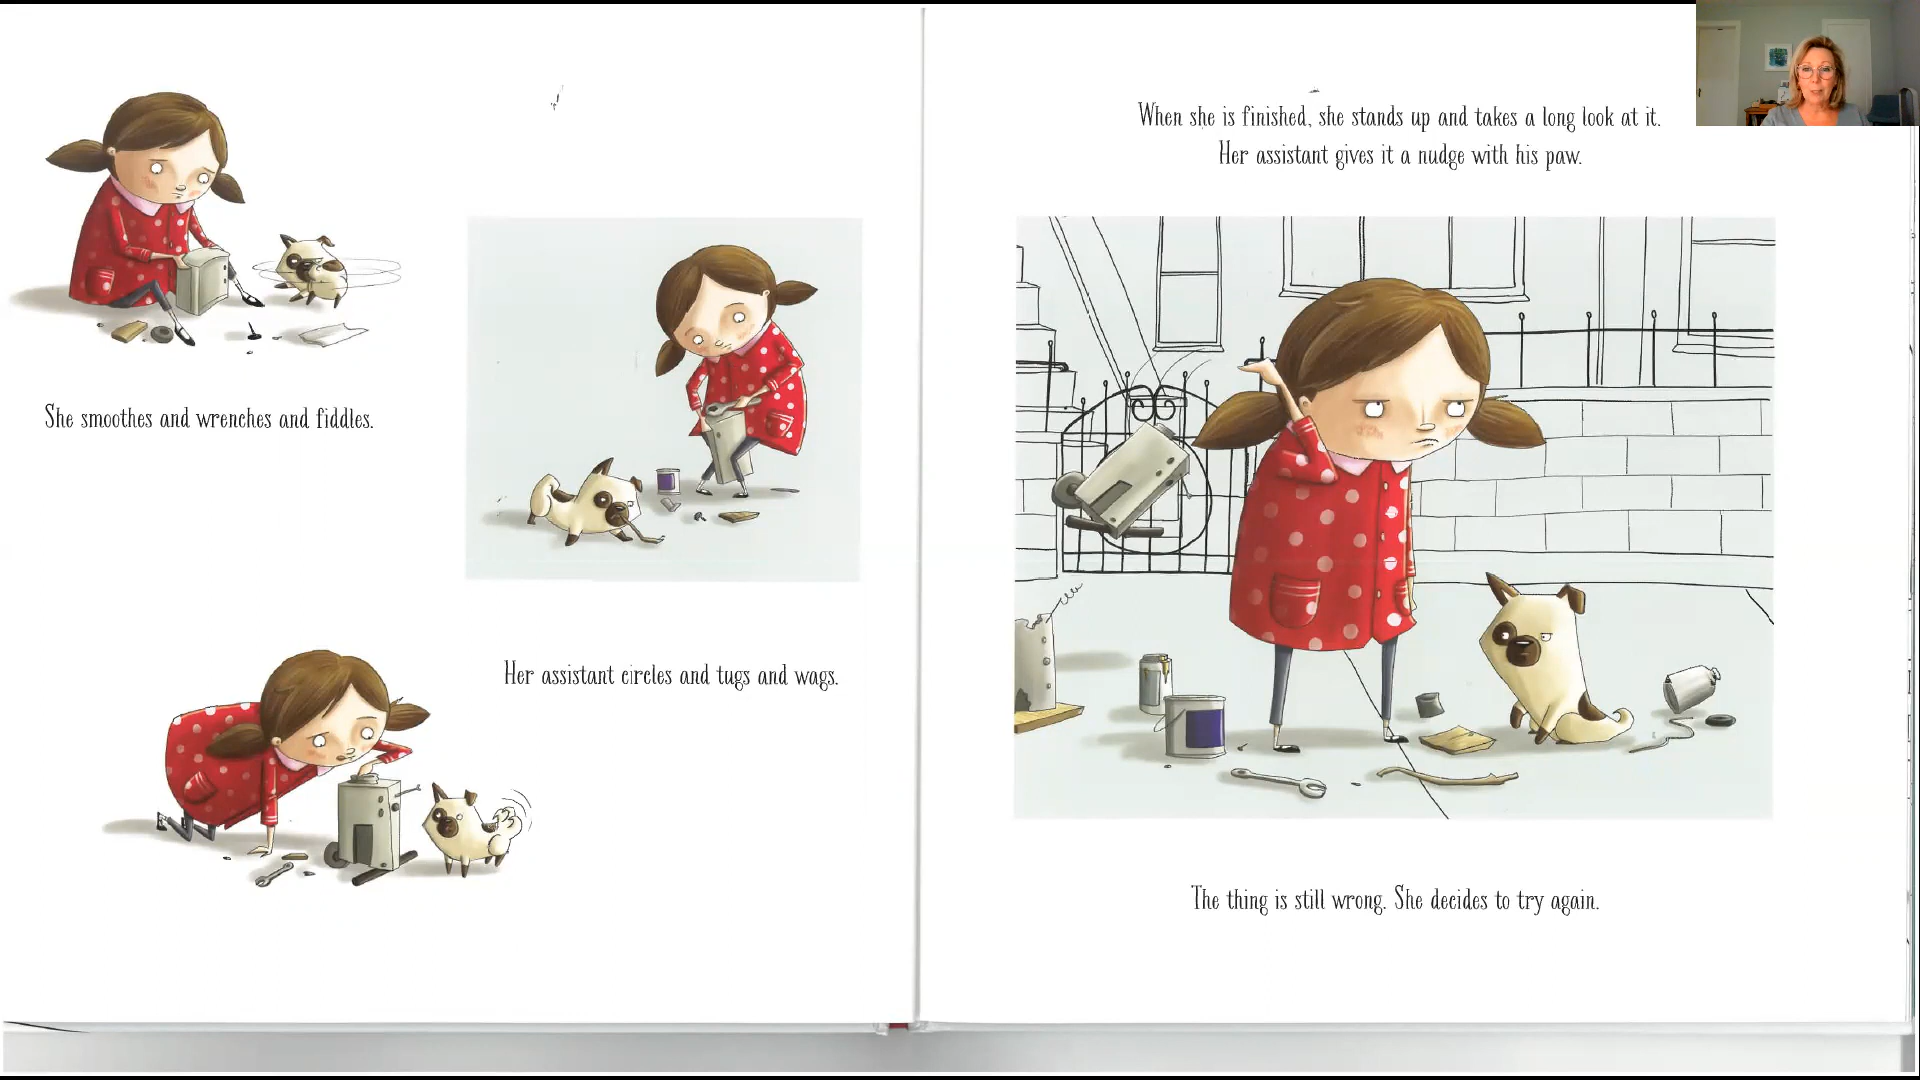 She smoothes and wrenches and fiddles.
Her assistant circles and tugs and wags.
When she is finished, she stands up and takes a long look at it.
Her assistant gives it a nudge with his paw.
The thing is still wrong. She decides to try again.